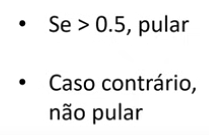 • Se > 0.5, pular
• Caso contrário,
não pular